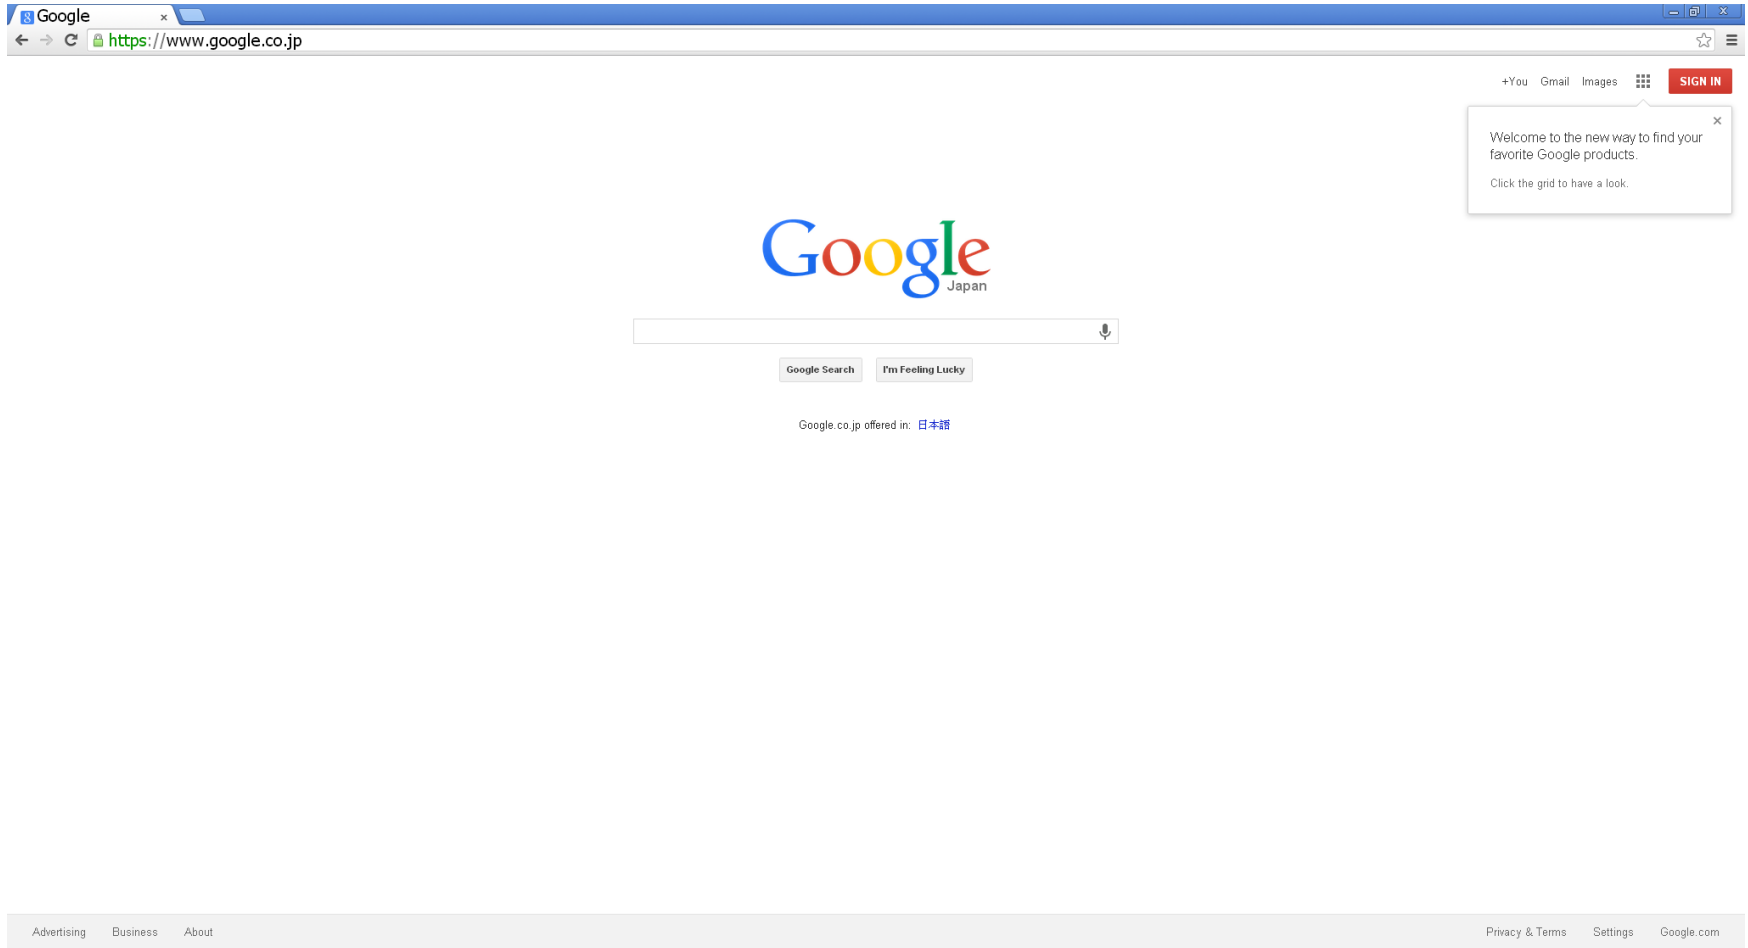 Google
https://www.google.co.jp
+You Gmail Images SIGN IN
Welcome to the new way to find your
favorite Google products.
Click the grid to have a look.
Google
Japan
Google Search I'm Feeling Lucky
Google.co.jp offered in: 日本語
Advertising Business About Privacy & Terms Settings Google.com